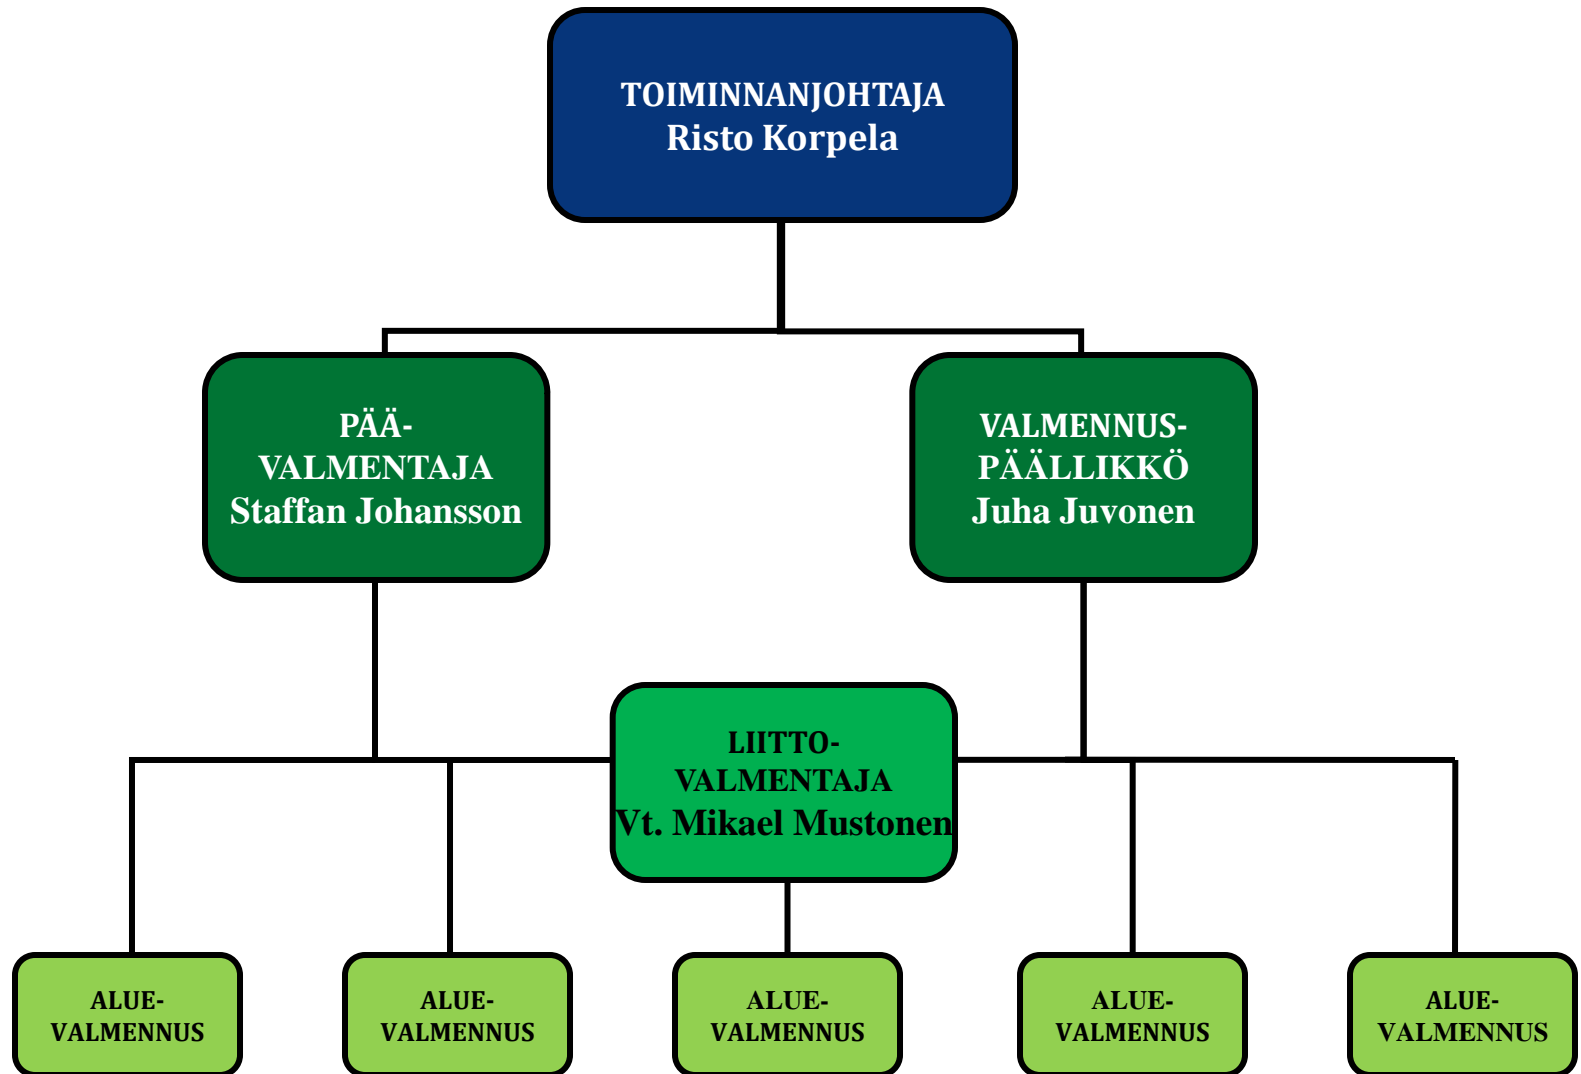 TOIMINNANJOHTAJA
Risto Korpela
PÄÄ-
VALMENTAJA
Staffan Johansson
VALMENNUS-
PÄÄLLIKKÖ
Juha Juvonen
LIITTO-
VALMENTAJA
Vt. Mikael Mustonen
ALUE-
VALMENNUS
ALUE-
VALMENNUS
ALUE-
VALMENNUS
ALUE-
VALMENNUS
ALUE-
VALMENNUS